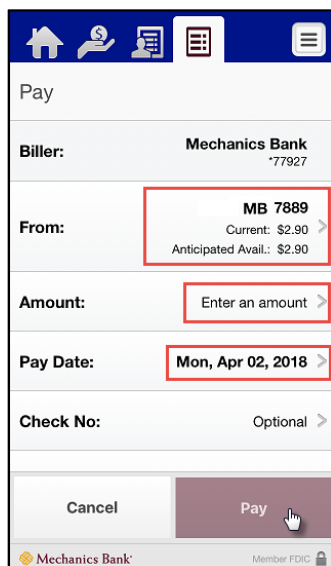 Pay
Biller:
Mechanics Bank
*77927
From:
MB 7889
Current: $2.90
Anticipated Avail.: $2.90
Amount:
Enter an amount
Pay Date:
Mon, Apr 02, 2018
Check No:
Optional
Cancel
Pay
Mechanics Bank
Member FDIC